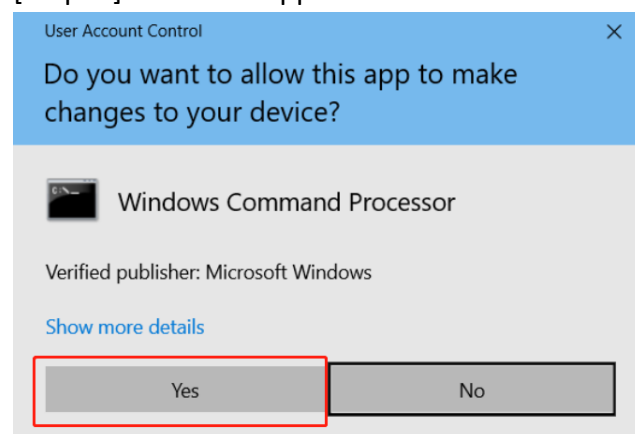 User Account Control
Do you want to allow this app to make
changes to your device?
C:\_
Windows Command Processor
Verified publisher: Microsoft Windows
Show more details
Yes
No